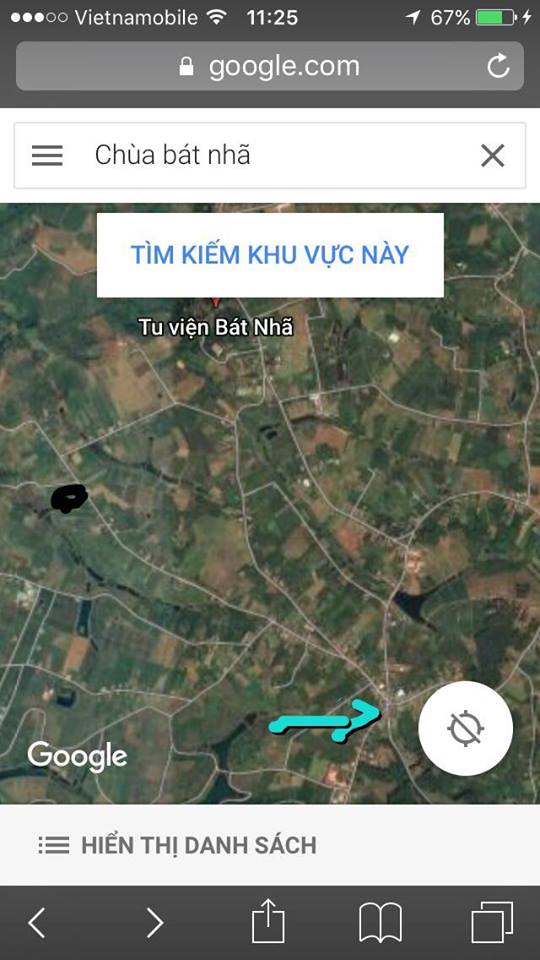 Vietnamobile 11:25 67%
google.com
Chùa bát nhã
TÌM KIẾM KHU VỰC NÀY
Tu viện Bát Nhã
Google
HIỂN THỊ DANH SÁCH